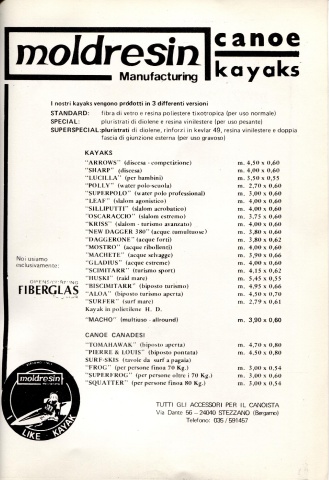 moldresin
Manufacturing
canoe
kayaks
I nostri kayaks vengono prodotti in 3 differenti versioni
STANDARD: fibra di vetro e resina poliestere tixotropica (per uso normale)
SPECIAL: pluristrati di diolene e resina vinilestere (per uso pesante)
SUPERSPECIAL: pluristrati di diolene, rinforzi in kevlar 49, resina vinilestere e doppia
fascia di giunzione esterna (per uso gravoso)
KAYAKS
"ARROWS" (discesa - competizione) m. 4,50 x 0,60
"SHARP" (discesa) m. 4,00 x 0,60
"LUCILLA" (per bambini) m. 3,50 x 0,55
"POLLY" (water polo-scuola) m. 2,70 x 0,60
"SUPERPOLO" (water polo professional) m. 3,00 x 0,60
"LEAF" (slalom agonistico) m. 4,00 x 0,60
"SILLIPUTTI" (slalom acrobatico) m. 4,00 x 0,60
"OSCARACCIO" (slalom estremo) m. 3,75 x 0,60
"KRISS" (slalom - turismo avanzato) m. 4,00 x 0,60
"NEW DAGGER 380" (acque tumultuose) m. 3,80 x 0,60
"DAGGERONE" (acque forti) m. 3,80 x 0,62
"MOSTRO" (acque ribollenti) m. 4,00 x 0,60
"MACHETE" (acque selvagge) m. 3,90 x 0,66
"GLADIUS" (acque estreme) m. 4,00 x 0,60
"SCIMITARR" (turismo sport) m. 4,15 x 0,62
"HUSKI" (raid mare) m. 5,45 x 0,55
"BISCIMITARR" (biposto turismo) m. 4,95 x 0,66
"ALOA" (biposto turismo aperta) m. 4,50 x 0,70
"SURFER" (surf mare) m. 2,79 x 0,61
Kayak in polietilene H. D.
"MACHO" (multiuso - allround) m. 3,90 x 0,60
Noi usiamo
esclusivamente:
FIBERGLAS
CANOE CANADESI
"TOMAHAWAK" (biposto aperta) m. 4,70 x 0,80
"PIERRE & LOUIS" (biposto pontata) m. 4,50 x 0,80
SURF-SKIS (tavole da surf a pagaia)
"FROG" (per persone finoa 70 Kg.) m. 3,00 x 0,54
"SUPERFROG" (per persone oltre i 70 Kg.) m. 3,00 x 0,60
"SQUATTER" (per persone finoa 80 Kg.) m. 3,00 x 0,54
moldresin
I LIKE KAYAK
TUTTI GLI ACCESSORI PER IL CANOISTA
Via Dante 56 - 24040 STEZZANO (Bergamo)
Telefono: 035 / 591457